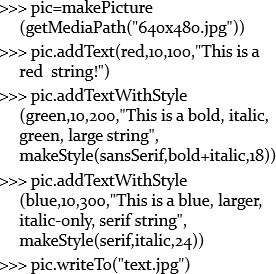 >>> pic=makePicture
(getMediaPath("640x480.jpg"))
>>> pic.addText(red,10,100,"This is a
red string!")
>>> pic.addTextWithStyle
(green,10,200,"This is a bold, italic,
green, large string",
makeStyle(sansSerif,bold+italic,18))
>>> pic.addTextWithStyle
(blue,10,300,"This is a blue, larger,
italic-only, serif string",
makeStyle(serif,italic,24))
>>> pic.writeTo("text.jpg")